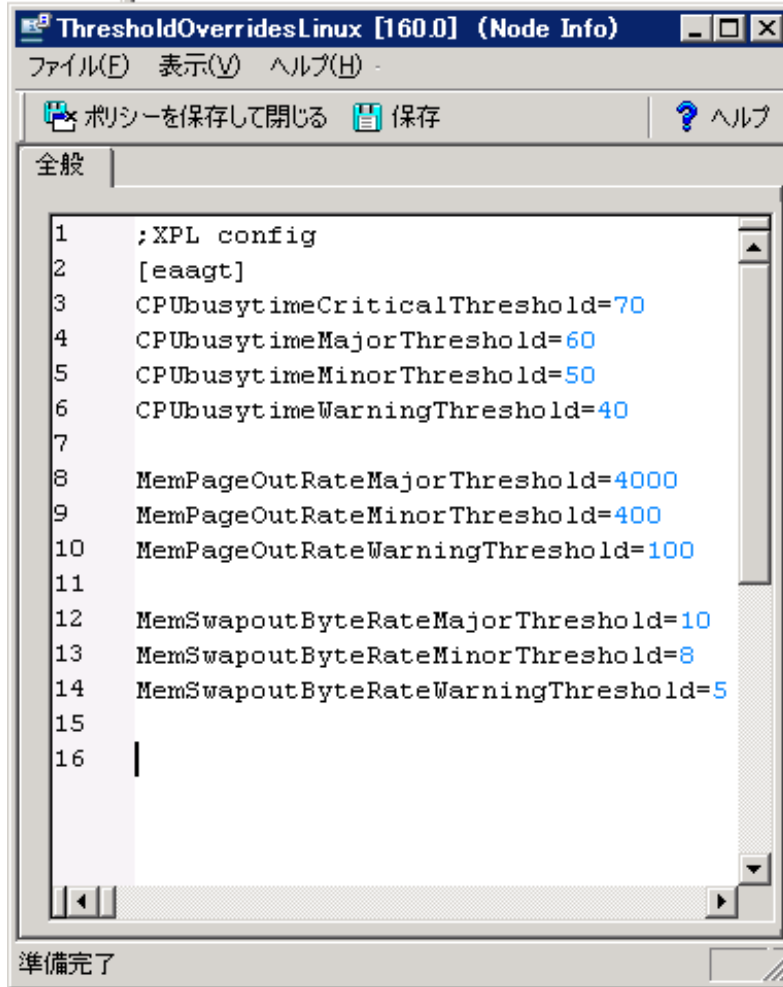 ThresholdOverridesLinux [160.0] (Node Info)
ファイル(F) 表示(V) ヘルプ(H)
ポリシーを保存して閉じる 保存 ヘルプ
全般
1 ;XPL config
2 [eaagt]
3 CPUbusytimeCriticalThreshold=70
4 CPUbusytimeMajorThreshold=60
5 CPUbusytimeMinorThreshold=50
6 CPUbusytimeWarningThreshold=40
7
8 MemPageOutRateMajorThreshold=4000
9 MemPageOutRateMinorThreshold=400
10 MemPageOutRateWarningThreshold=100
11
12 MemSwapoutByteRateMajorThreshold=10
13 MemSwapoutByteRateMinorThreshold=8
14 MemSwapoutByteRateWarningThreshold=5
15
16
準備完了